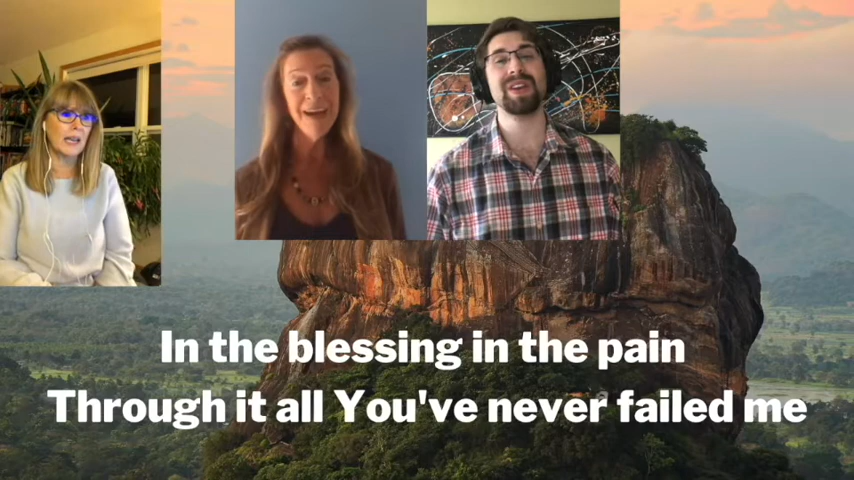 In the blessing in the pain
Through it all You've never failed me